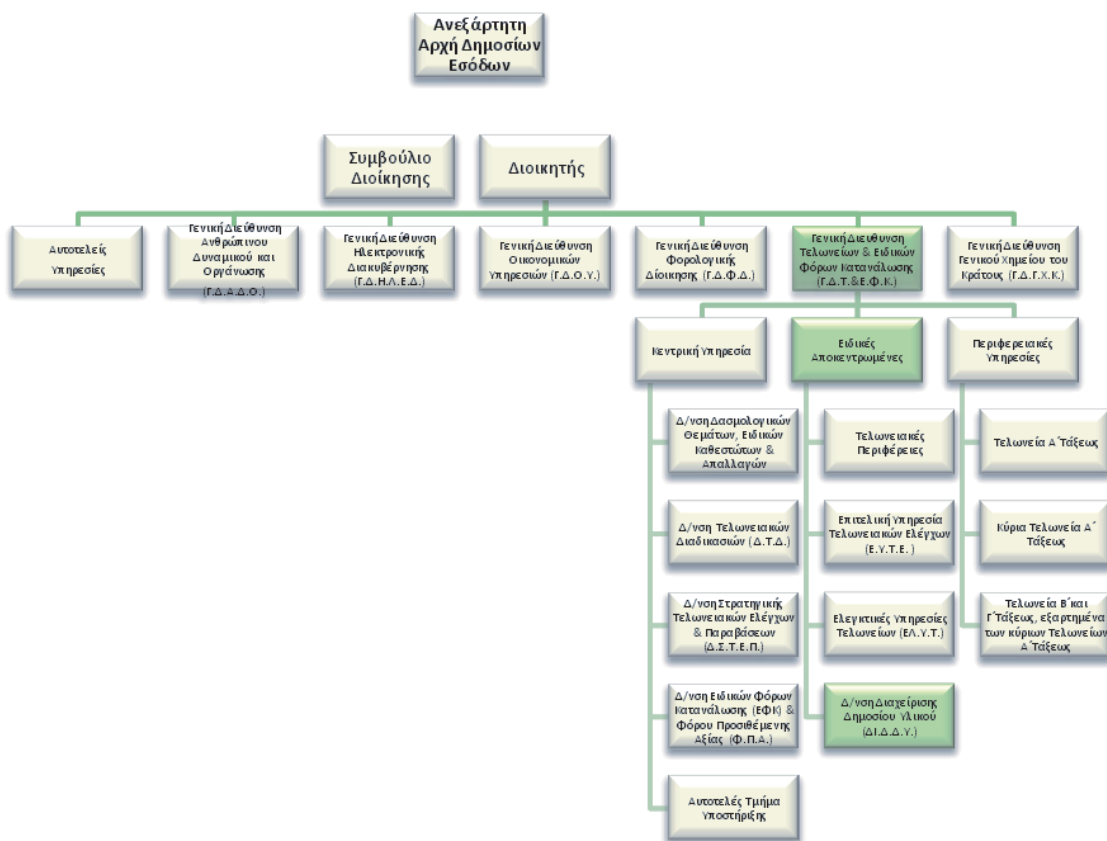 Ανεξάρτητη
Αρχή Δημοσίων
Εσόδων
Συμβούλιο
Διοίκησης
Διοικητής
Αυτοτελείς
Υπηρεσίες
Γενική Διεύθυνση
Ανθρώπινου
Δυναμικού και
Οργάνωσης
(Γ.Δ.Α.Δ.Ο.)
Γενική Διεύθυνση
Ηλεκτρονικής
Διακυβέρνησης
(Γ.Δ.Η.Λ.Ε.Δ.)
Γενική Διεύθυνση
Οικονομικών
Υπηρεσιών (Γ.Δ.Ο.Υ.)
Γενική Διεύθυνση
Φορολογικής
Δίοικησης (Γ.Δ.Φ.Δ.)
Γενική Διεύθυνση
Τελωνείων & Ειδικών
Φόρων Κατανάλωσης
(Γ.Δ.Τ.&Ε.Φ.Κ.)
Γενική Διεύθυνση
Γενικού Χημείου του
Κράτους (Γ.Δ.Γ.Χ.Κ.)
Κεντρική Υπηρεσία
Ειδικές
Αποκεντρωμένες
Περιφερειακές
Υπηρεσίες
Δ/νση Δασμολογικών
Θεμάτων, Ειδικών
Καθεστώτων &
Απαλλαγών
Τελωνειακές
Περιφέρειες
Τελωνεία Α΄Τάξεως
Δ/νση Τελωνειακών
Διαδικασιών (Δ.Τ.Δ.)
Επιτελική Υπηρεσία
Τελωνειακών Ελέγχων
(Ε.Υ.Τ.Ε.)
Κύρια Τελωνεία Α΄
Τάξεως
Δ/νση Στρατηγικής
Τελωνειακών Ελέγχων
& Παραβάσεων
(Δ.Σ.Τ.Ε.Π.)
Ελεγκτικές Υπηρεσίες
Τελωνείων (ΕΛ.Υ.Τ.)
Τελωνεία Β΄και
Γ΄Τάξεως, εξαρτημένα
των κύριων Τελωνείων
Α΄Τάξεως
Δ/νση Ειδικών Φόρων
Κατανάλωσης (ΕΦΚ) &
Φόρου Προσιθέμενης
Αξίας (Φ.Π.Α.)
Δ/νση Διαχείρισης
Δημοσίου Υλικού
(ΔΙ.Δ.Δ.Υ.)
Αυτοτελές Τμήμα
Υποστήριξης